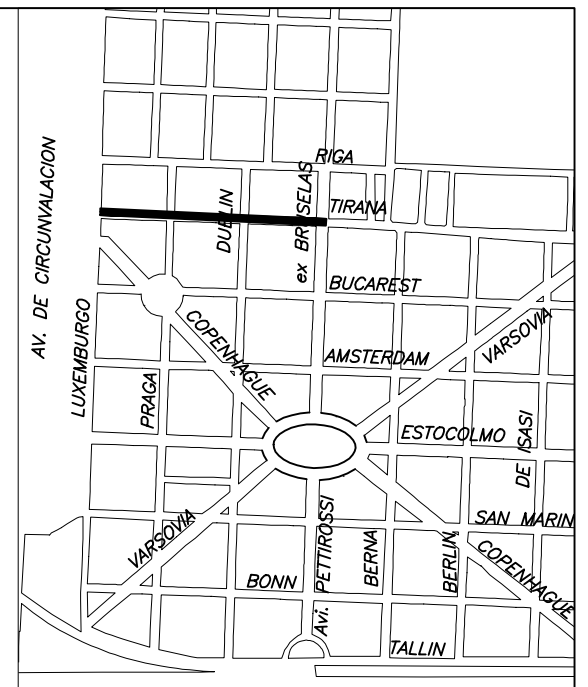 RIGA
AV. DE CIRCUNVALACION
DUBLIN
ex BRUSELAS
TIRANA
BUCAREST
LUXEMBURGO
COPENHAGUE
VARSOVIA
AMSTERDAM
PRAGA
ESTOCOLMO
DE ISASI
VARSOVIA
Avi. PETTIROSSI
SAN MARIN
BERNA
BERLIN
COPENHAGUE
BONN
TALLIN